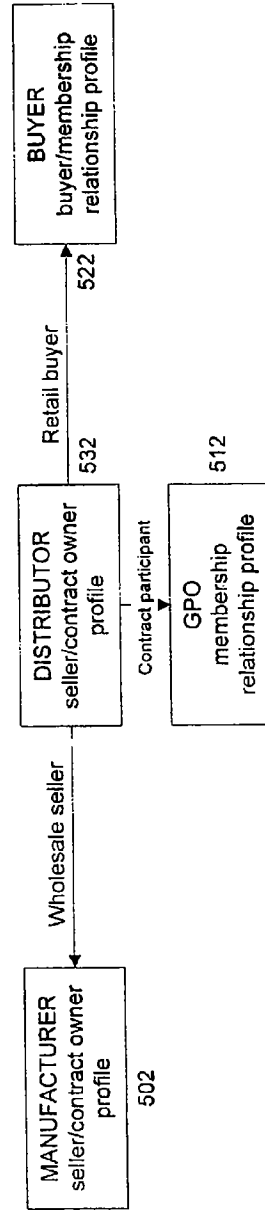 MANUFACTURER
seller/contract owner
profile
502
Wholesale seller
DISTRIBUTOR
seller/contract owner
profile
532
Contract participant
GPO
membership
relationship profile
512
Retail buyer
BUYER
buyer/membership
relationship profile
522